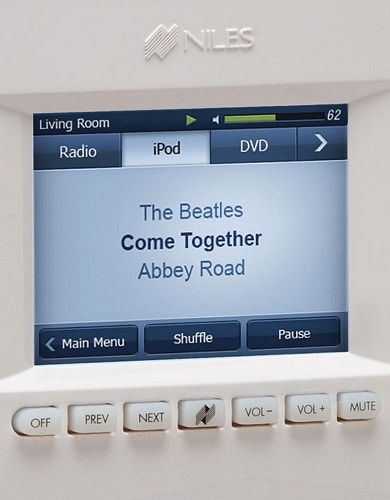 NILES
Living Room 62
Radio iPod DVD
The Beatles
Come Together
Abbey Road
Main Menu Shuffle Pause
OFF PREV NEXT VOL– VOL+ MUTE